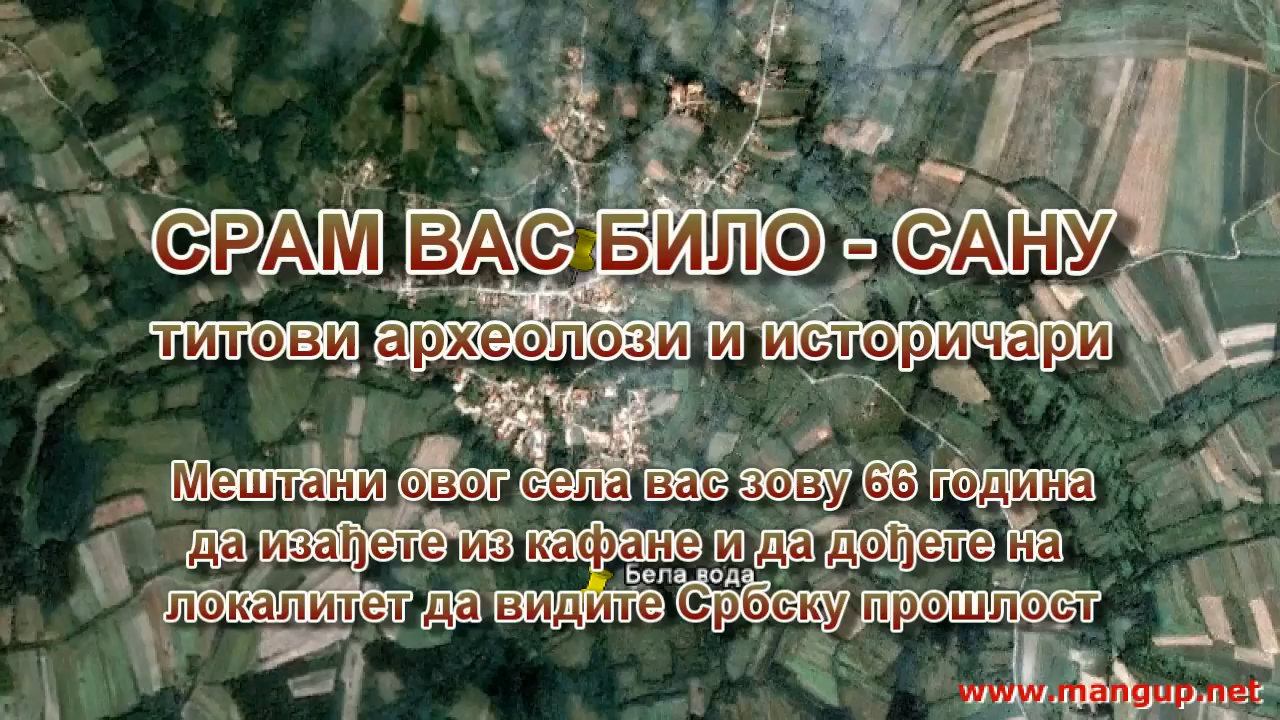 СРАМ ВАС БИЛО - САНУ
титови археолози и историчари
Мештани овог села вас зову 66 година
да изађете из кафане и да дођете на
Бела вода
локалитет да видите Србску прошлост
www.mangup.net